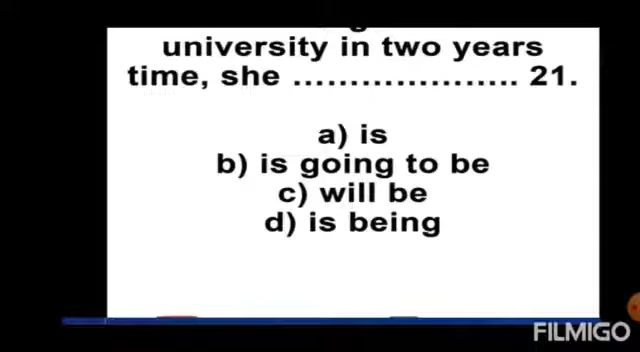 university in two years
time, she .................... 21.
a) is
b) is going to be
c) will be
d) is being
FILMIGO